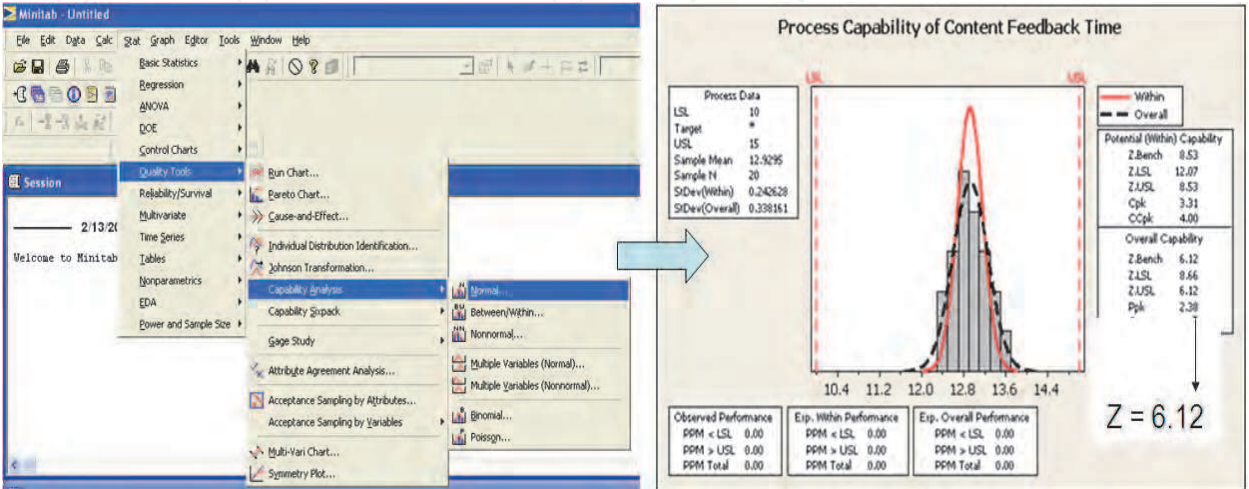 Minitab - Untitled
File Edit Data Calc Stat Graph Editor Tools Window Help
Basic Statistics
Regression
ANOVA
DOE
Control Charts
Quality Tools
Reliability/Survival
Multivariate
Time Series
Tables
Nonparametrics
EDA
Power and Sample Size
Session
2/13/20
Welcome to Minitab
Run Chart...
Pareto Chart...
Cause-and-Effect...
Individual Distribution Identification...
Johnson Transformation...
Capability Analysis
Capability Sixpack
Gage Study
Attribute Agreement Analysis...
Acceptance Sampling by Attributes...
Acceptance Sampling by Variables
Multi-Vari Chart...
Symmetry Plot...
Normal...
Between/Within...
Nonnormal...
Multiple Variables (Normal)...
Multiple Variables (Nonnormal)...
Binomial...
Poisson...
Process Capability of Content Feedback Time
LSL
USL
Process Data
LSL 10
Target *
USL 15
Sample Mean 12.9295
Sample N 20
StDev(Within) 0.242628
StDev(Overall) 0.338161
Within
Overall
Potential (Within) Capability
Z.Bench 8.53
Z.LSL 12.07
Z.USL 8.53
Cpk 3.31
CCpk 4.00
Overall Capability
Z.Bench 6.12
Z.LSL 8.66
Z.USL 6.12
Ppk 2.38
10.4 11.2 12.0 12.8 13.6 14.4
Z = 6.12
Observed Performance
PPM < LSL 0.00
PPM > USL 0.00
PPM Total 0.00
Exp. Within Performance
PPM < LSL 0.00
PPM > USL 0.00
PPM Total 0.00
Exp. Overall Performance
PPM < LSL 0.00
PPM > USL 0.00
PPM Total 0.00